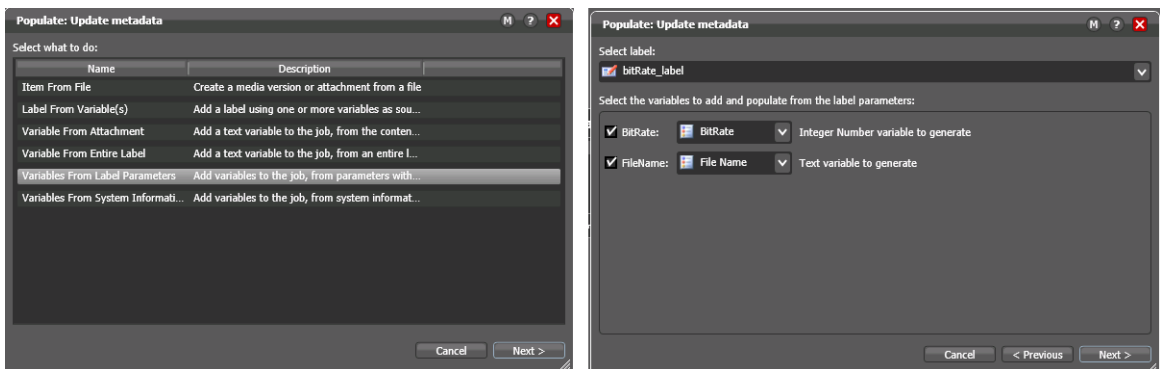 Populate: Update metadata
M ? X
Select what to do:
Name Description
Item From File Create a media version or attachment from a file
Label From Variable(s) Add a label using one or more variables as sou...
Variable From Attachment Add a text variable to the job, from the conten...
Variable From Entire Label Add a text variable to the job, from an entire l...
Variables From Label Parameters Add variables to the job, from parameters with...
Variables From System Informati... Add variables to the job, from system informat...
Cancel Next >
Populate: Update metadata
M ? X
Select label:
bitRate_label
Select the variables to add and populate from the label parameters:
BitRate: BitRate Integer Number variable to generate
FileName: File Name Text variable to generate
Cancel < Previous Next >